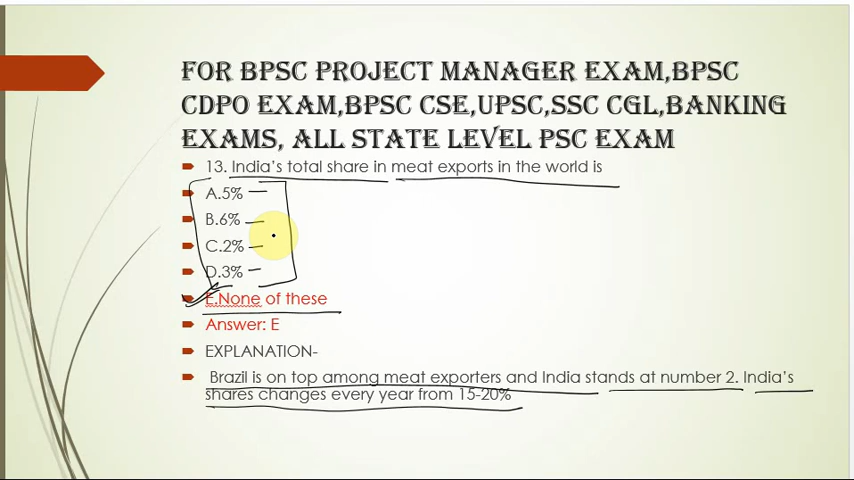 FOR BPSC PROJECT MANAGER EXAM,BPSC
CDPO EXAM,BPSC CSE,UPSC,SSC CGL,BANKING
EXAMS, ALL STATE LEVEL PSC EXAM
13. India's total share in meat exports in the world is
A.5%
B.6%
C.2%
D.3%
E.None of these
Answer: E
EXPLANATION-
Brazil is on top among meat exporters and India stands at number 2. India's
shares changes every year from 15-20%